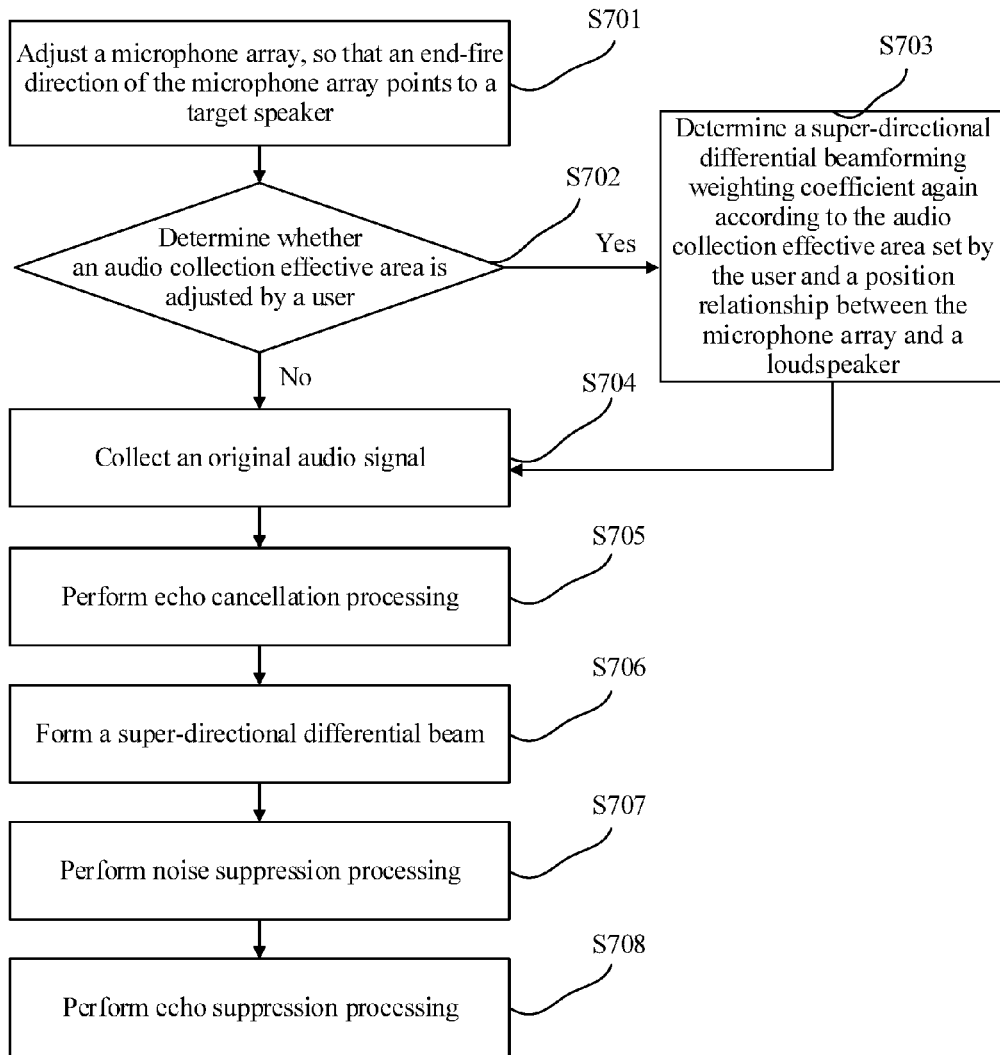 S701
Adjust a microphone array, so that an end-fire
direction of the microphone array points to a
target speaker
S702
Determine whether
an audio collection effective area is
adjusted by a user
Yes
No
S703
Determine a super-directional
differential beamforming
weighting coefficient again
according to the audio
collection effective area set by
the user and a position
relationship between the
microphone array and a
loudspeaker
S704
Collect an original audio signal
S705
Perform echo cancellation processing
S706
Form a super-directional differential beam
S707
Perform noise suppression processing
S708
Perform echo suppression processing